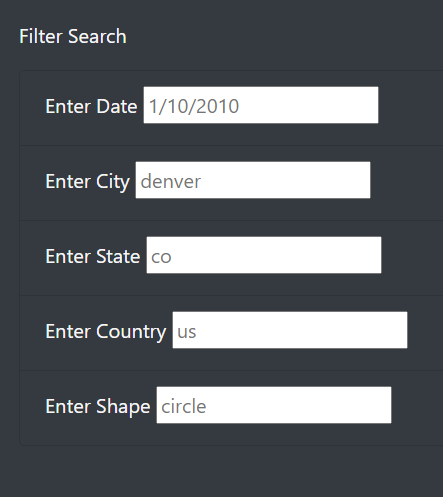 Filter Search
Enter Date 1/10/2010
Enter City denver
Enter State co
Enter Country us
Enter Shape circle